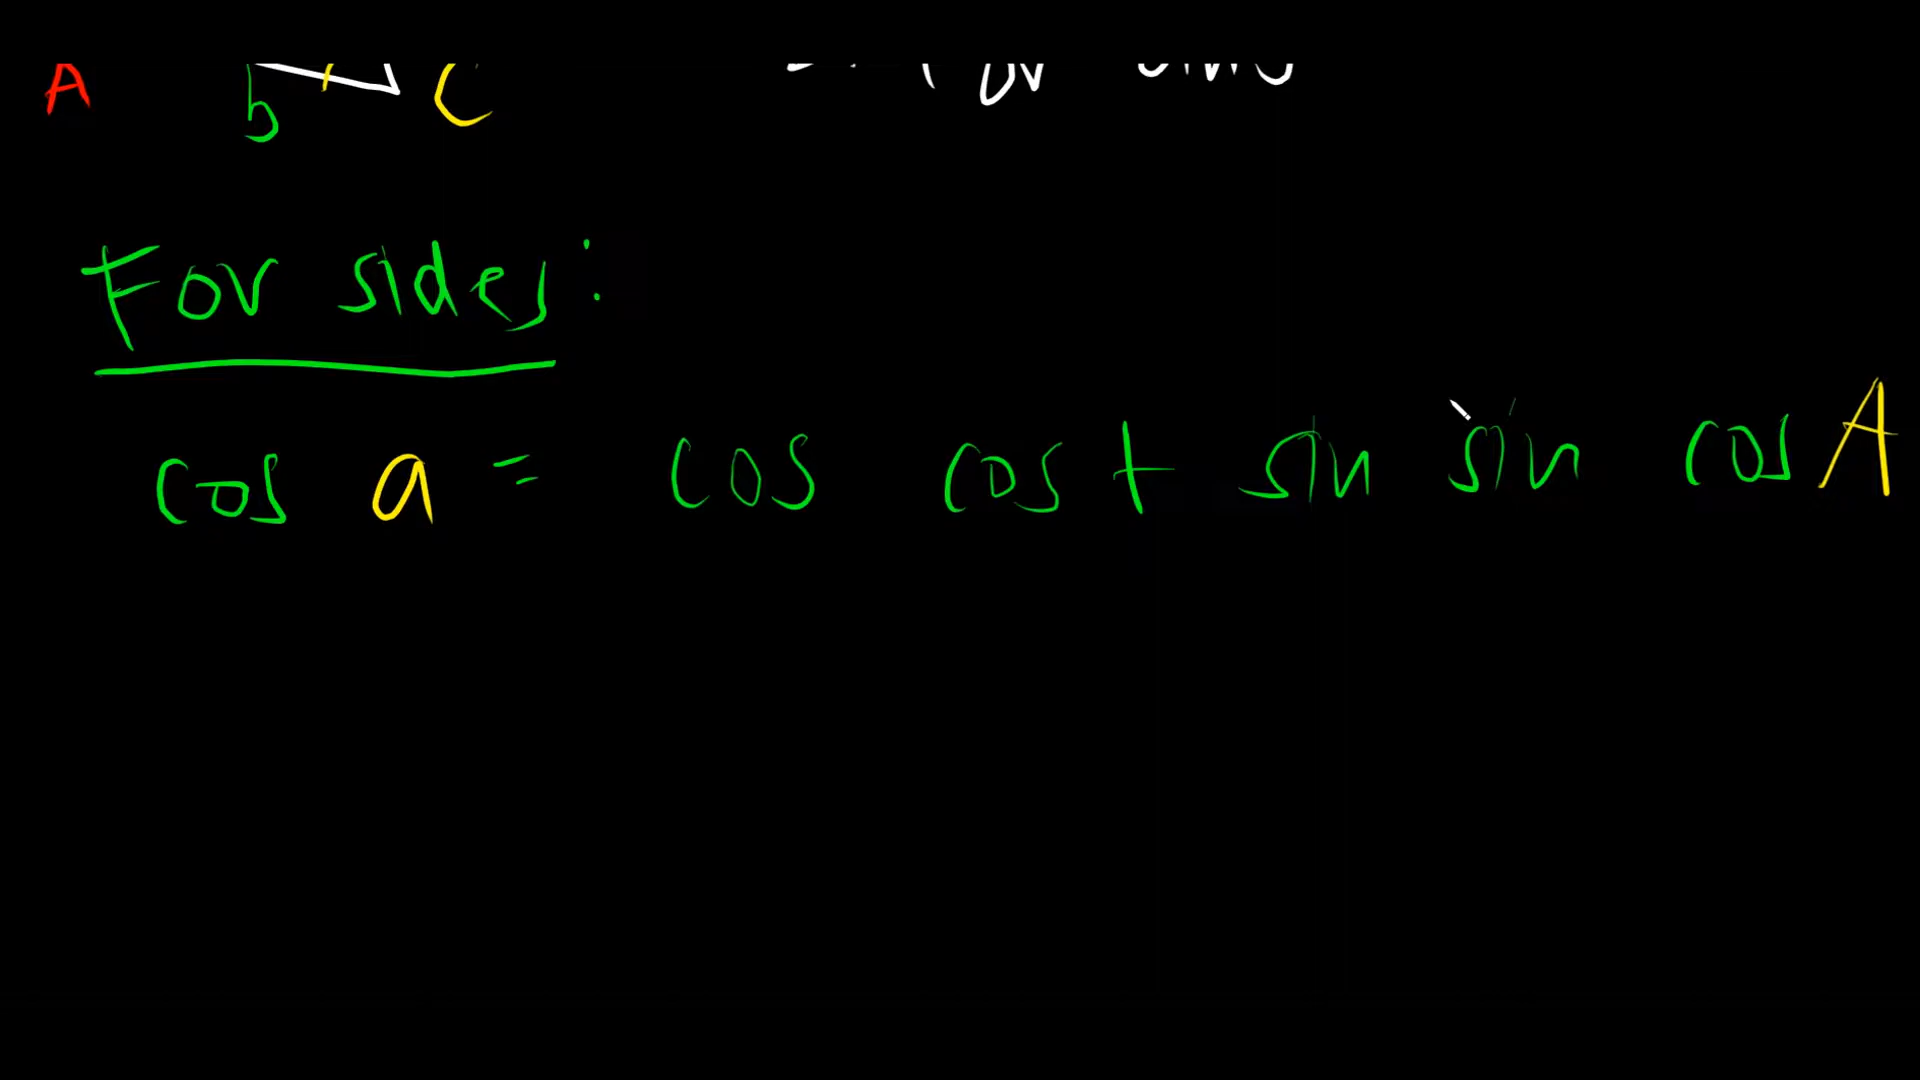 A b C
For sides:
cos a = cos cos + sin sin cos A